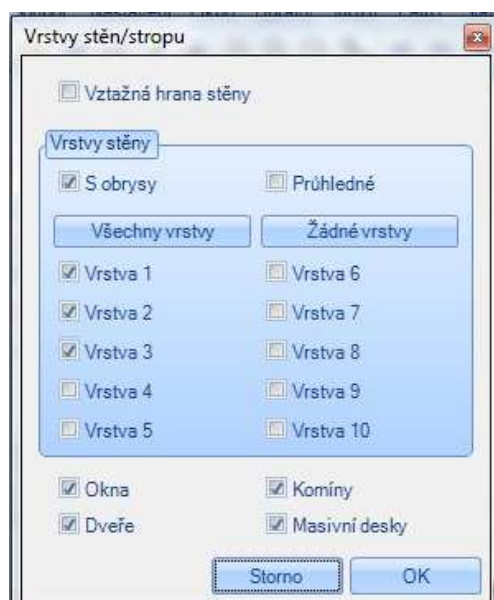 Vrstvy stěn/stropu
Vztažná hrana stěny
Vrstvy stěny
S obrysy Průhledné
Všechny vrstvy Žádné vrstvy
Vrstva 1 Vrstva 6
Vrstva 2 Vrstva 7
Vrstva 3 Vrstva 8
Vrstva 4 Vrstva 9
Vrstva 5 Vrstva 10
Okna Komíny
Dveře Masivní desky
Storno OK